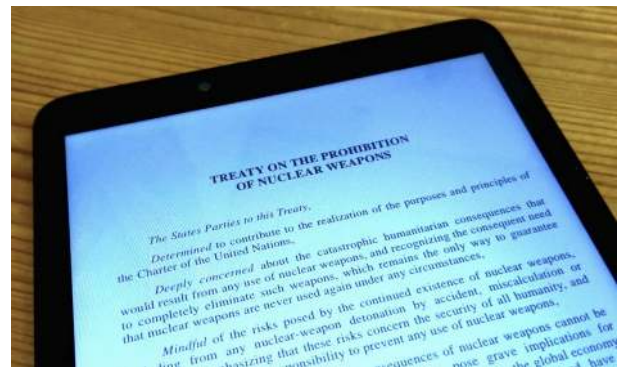 TREATY ON THE PROHIBITION
OF NUCLEAR WEAPONS
The States Parties to this Treaty,
Determined to contribute to the realization of the purposes and principles of
the Charter of the United Nations,
Deeply concerned about the catastrophic humanitarian consequences that
would result from any use of nuclear weapons, and recognizing the consequent need
to completely eliminate such weapons, which remains the only way to guarantee
that nuclear weapons are never used again under any circumstances,
Mindful of the risks posed by the continued existence of nuclear weapons,
from any nuclear-weapon detonation by accident, miscalculation or
that these risks concern the security of all humanity, and
to prevent any use of nuclear weapons,
of nuclear weapons cannot be
grave implications for
the global economy
have